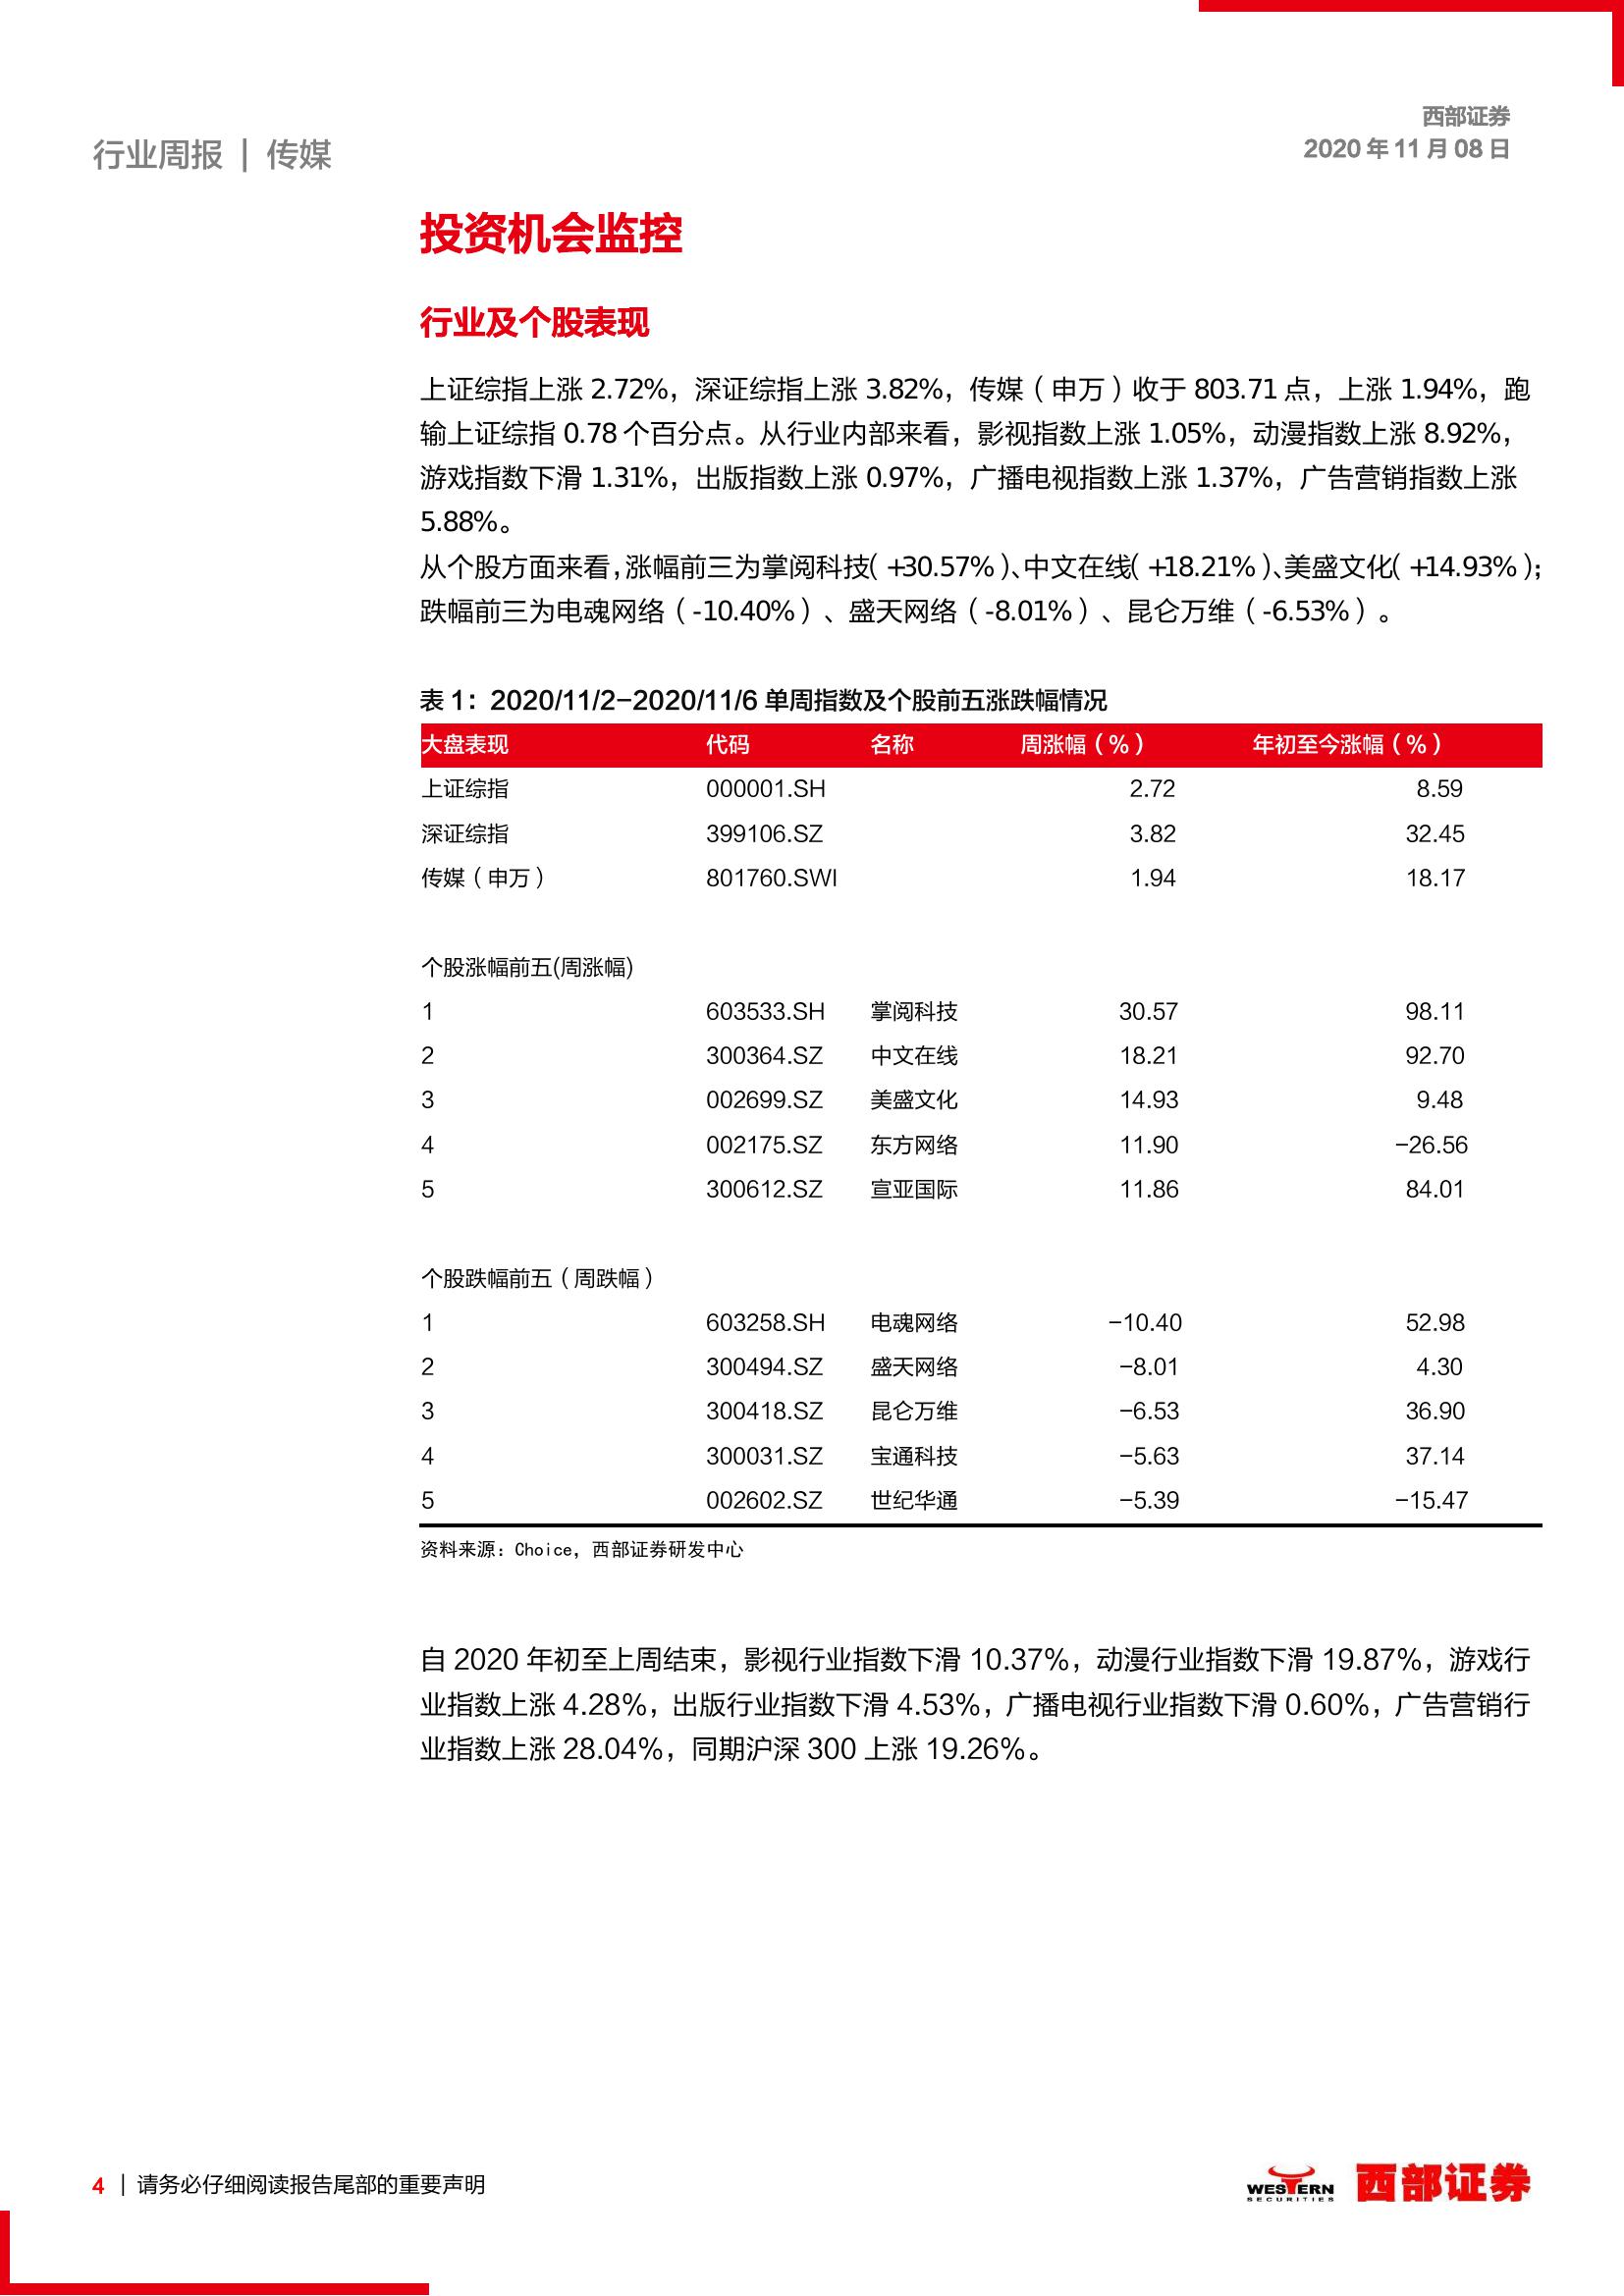 西部证券
2020 年 11 月 08 日
行业周报 | 传媒
投资机会监控
行业及个股表现
上证综指上涨 2.72%，深证综指上涨 3.82%，传媒（申万）收于 803.71 点，上涨 1.94%，跑
输上证综指 0.78 个百分点。从行业内部来看，影视指数上涨 1.05%，动漫指数上涨 8.92%，
游戏指数下滑 1.31%，出版指数上涨 0.97%，广播电视指数上涨 1.37%，广告营销指数上涨
5.88%。
从个股方面来看，涨幅前三为掌阅科技（+30.57%）、中文在线（+18.21%）、美盛文化（+14.93%）；
跌幅前三为电魂网络（-10.40%）、盛天网络（-8.01%）、昆仑万维（-6.53%）。
表 1：2020/11/2-2020/11/6 单周指数及个股前五涨跌幅情况
大盘表现 代码 名称 周涨幅（%） 年初至今涨幅（%）
上证综指 000001.SH 2.72 8.59
深证综指 399106.SZ 3.82 32.45
传媒（申万） 801760.SWI 1.94 18.17
个股涨幅前五(周涨幅)
1 603533.SH 掌阅科技 30.57 98.11
2 300364.SZ 中文在线 18.21 92.70
3 002699.SZ 美盛文化 14.93 9.48
4 002175.SZ 东方网络 11.90 -26.56
5 300612.SZ 宣亚国际 11.86 84.01
个股跌幅前五（周跌幅）
1 603258.SH 电魂网络 -10.40 52.98
2 300494.SZ 盛天网络 -8.01 4.30
3 300418.SZ 昆仑万维 -6.53 36.90
4 300031.SZ 宝通科技 -5.63 37.14
5 002602.SZ 世纪华通 -5.39 -15.47
资料来源：Choice，西部证券研发中心
自 2020 年初至上周结束，影视行业指数下滑 10.37%，动漫行业指数下滑 19.87%，游戏行
业指数上涨 4.28%，出版行业指数下滑 4.53%，广播电视行业指数下滑 0.60%，广告营销行
业指数上涨 28.04%，同期沪深 300 上涨 19.26%。
4 | 请务必仔细阅读报告尾部的重要声明
WESTERN
SECURITIES
西部证券